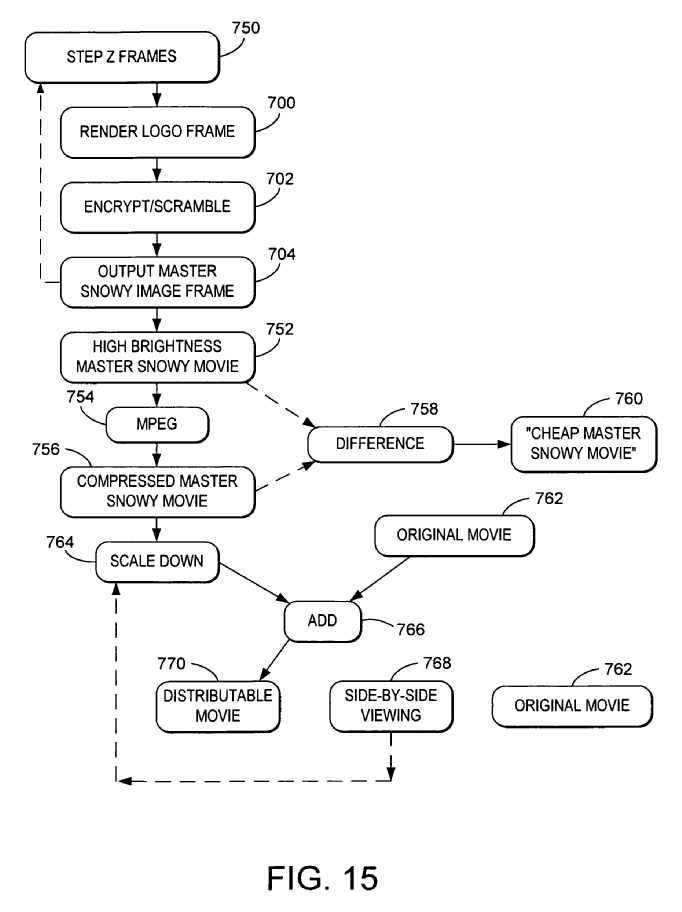 750
STEP Z FRAMES
700
RENDER LOGO FRAME
702
ENCRYPT/SCRAMBLE
704
OUTPUT MASTER
SNOWY IMAGE FRAME
752
HIGH BRIGHTNESS
MASTER SNOWY MOVIE
754
MPEG
758
DIFFERENCE
760
"CHEAP MASTER
SNOWY MOVIE"
756
COMPRESSED MASTER
SNOWY MOVIE
762
ORIGINAL MOVIE
764
SCALE DOWN
ADD
766
770
DISTRIBUTABLE
MOVIE
768
SIDE-BY-SIDE
VIEWING
762
ORIGINAL MOVIE
FIG. 15